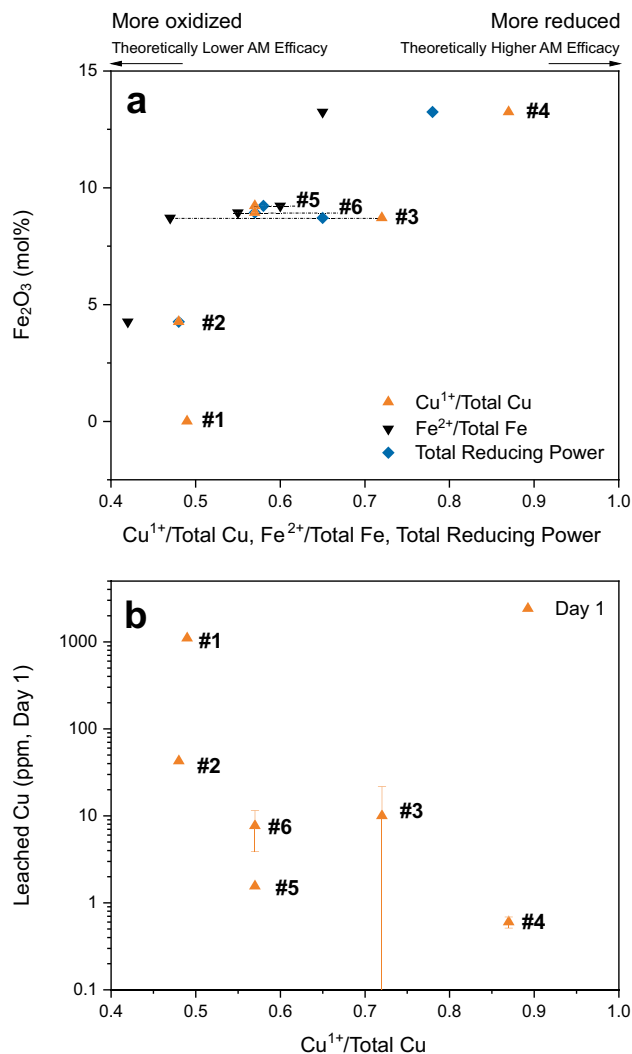 More oxidized
More reduced
Theoretically Lower AM Efficacy
Theoretically Higher AM Efficacy
a
15
10
5
0
Fe₂O₃ (mol%)
#4
#5
#6
#3
#2
#1
Cu¹⁺/Total Cu
Fe²⁺/Total Fe
Total Reducing Power
0.4 0.5 0.6 0.7 0.8 0.9 1.0
Cu¹⁺/Total Cu, Fe²⁺/Total Fe, Total Reducing Power
b
Day 1
1000
100
10
1
0.1
Leached Cu (ppm, Day 1)
#1
#2
#3
#6
#5
#4
0.4 0.5 0.6 0.7 0.8 0.9 1.0
Cu¹⁺/Total Cu